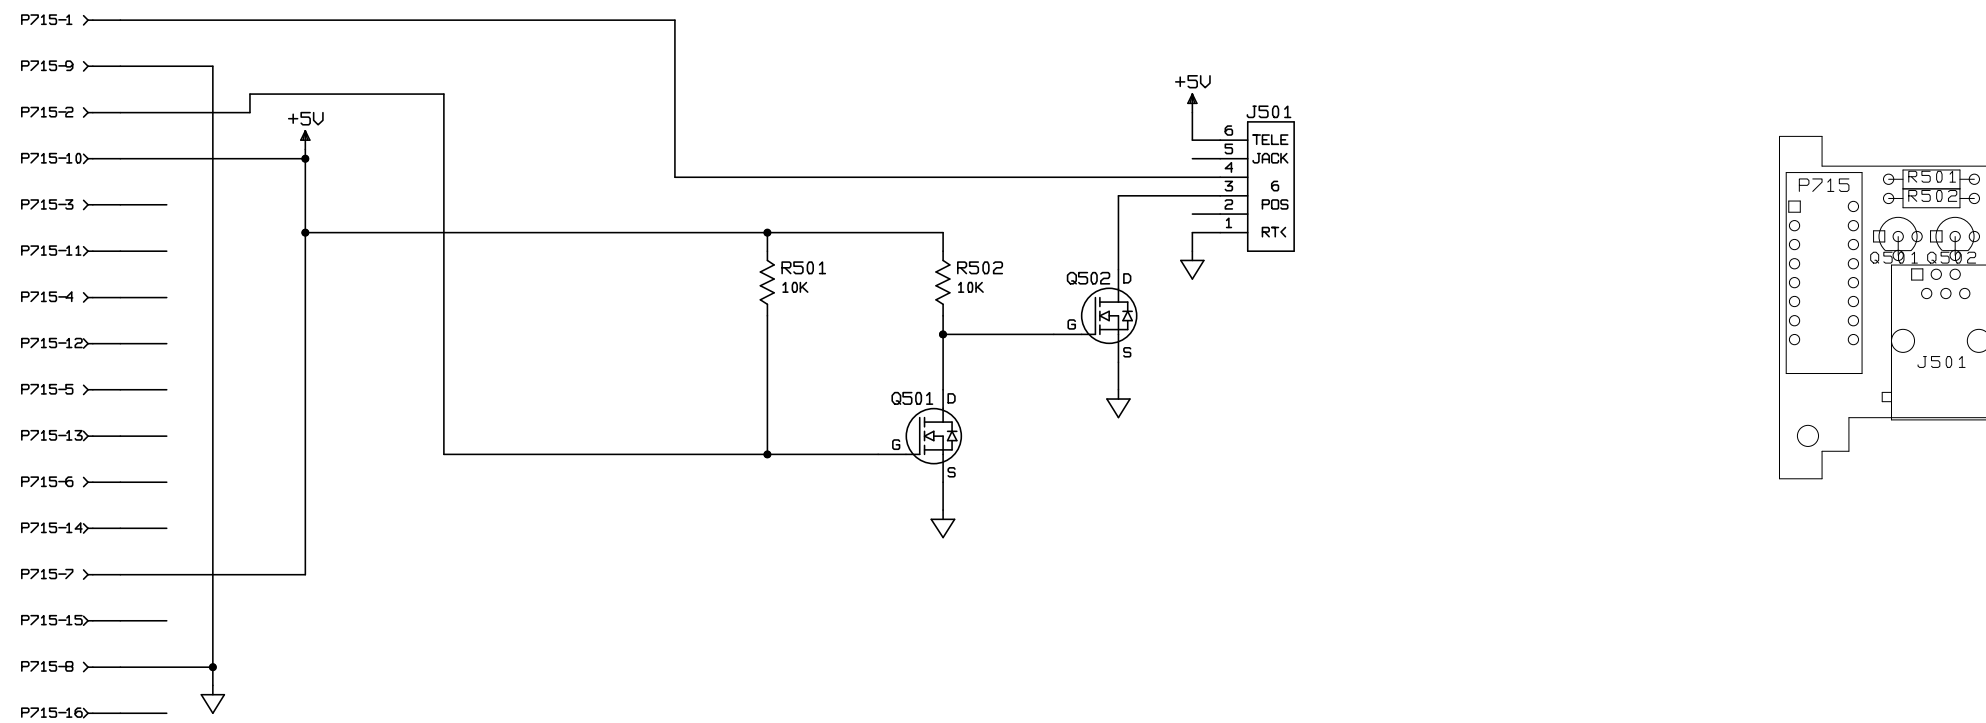 P715-1
P715-9
P715-2
+5V
P715-10
P715-3
P715-11
P715-4
P715-12
P715-5
P715-13
P715-6
P715-14
P715-7
P715-15
P715-8
P715-16
R501
10K
R502
10K
Q501
D
G
S
Q502
D
G
S
+5V
J501
6 TELE
5 JACK
4
3 6
2 POS
1 RT<
P715
R501
R502
Q501 Q502
J501